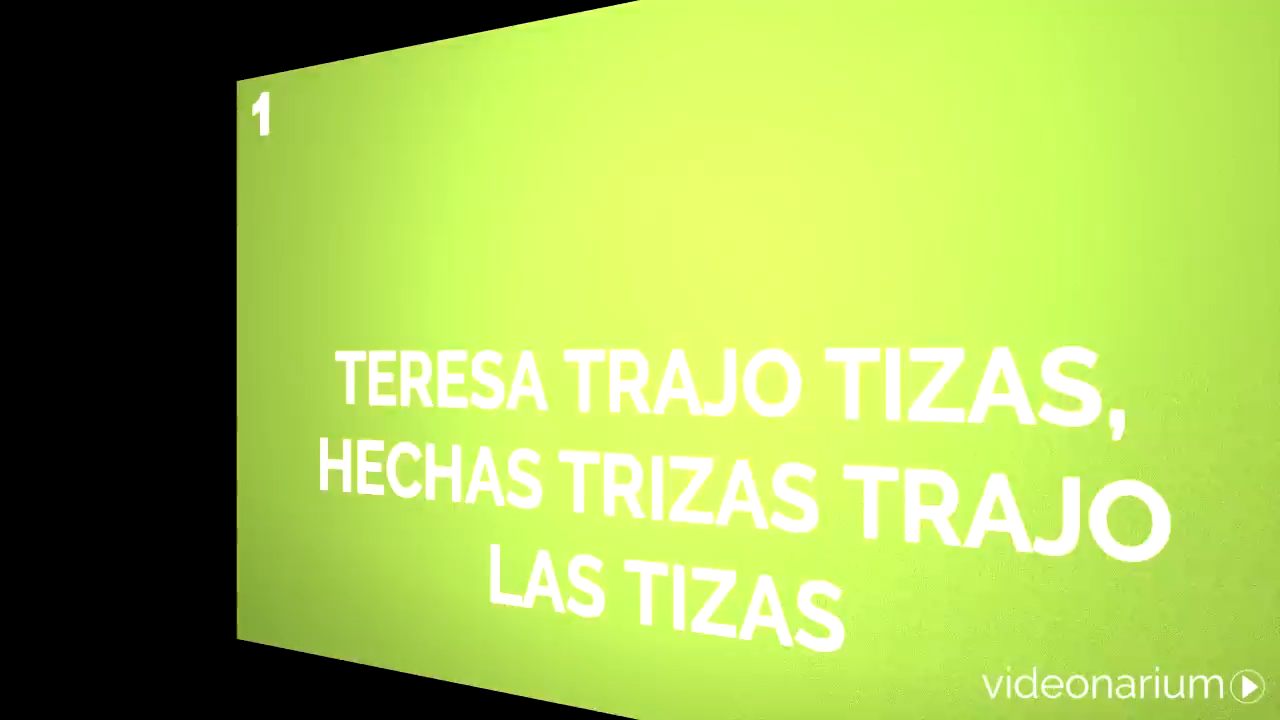 1
TERESA TRAJO TIZAS,
HECHAS TRIZAS TRAJO
LAS TIZAS
videonarium